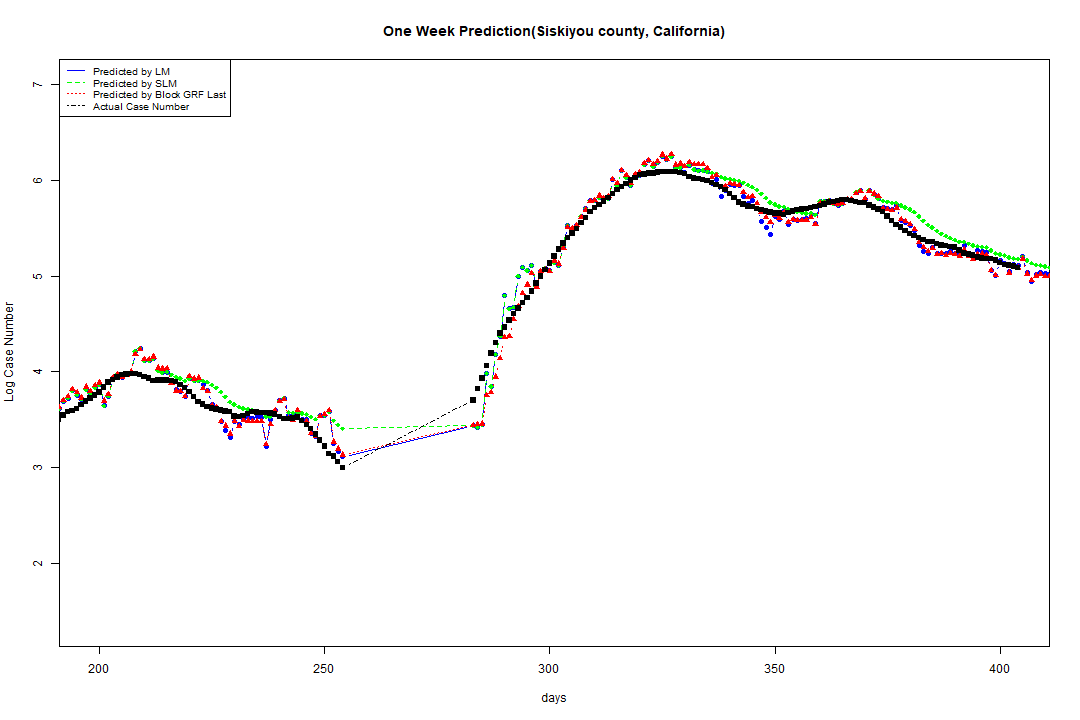 One Week Prediction(Siskiyou county, California)
Predicted by LM
Predicted by SLM
Predicted by Block GRF Last
Actual Case Number
7
6
5
4
3
2
Log Case Number
200 250 300 350 400
days